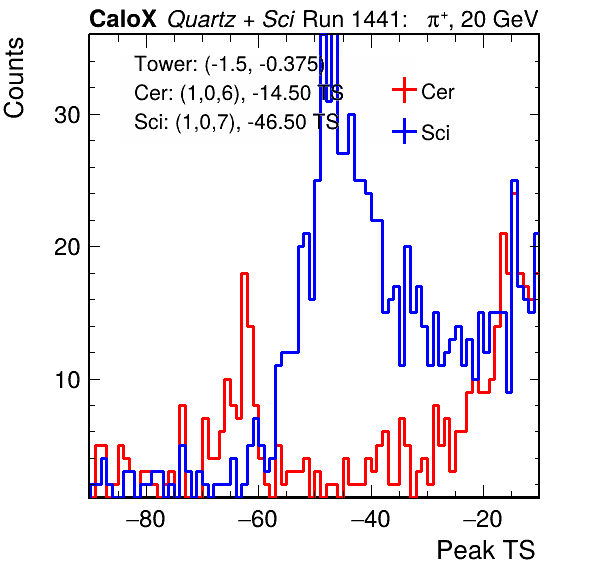 CaloX Quartz + Sci Run 1441: π⁺, 20 GeV
Counts
Tower: (-1.5, -0.375)
Cer: (1,0,6), -14.50 TS
Sci: (1,0,7), -46.50 TS
Cer
Sci
30
20
10
−80 −60 −40 −20
Peak TS